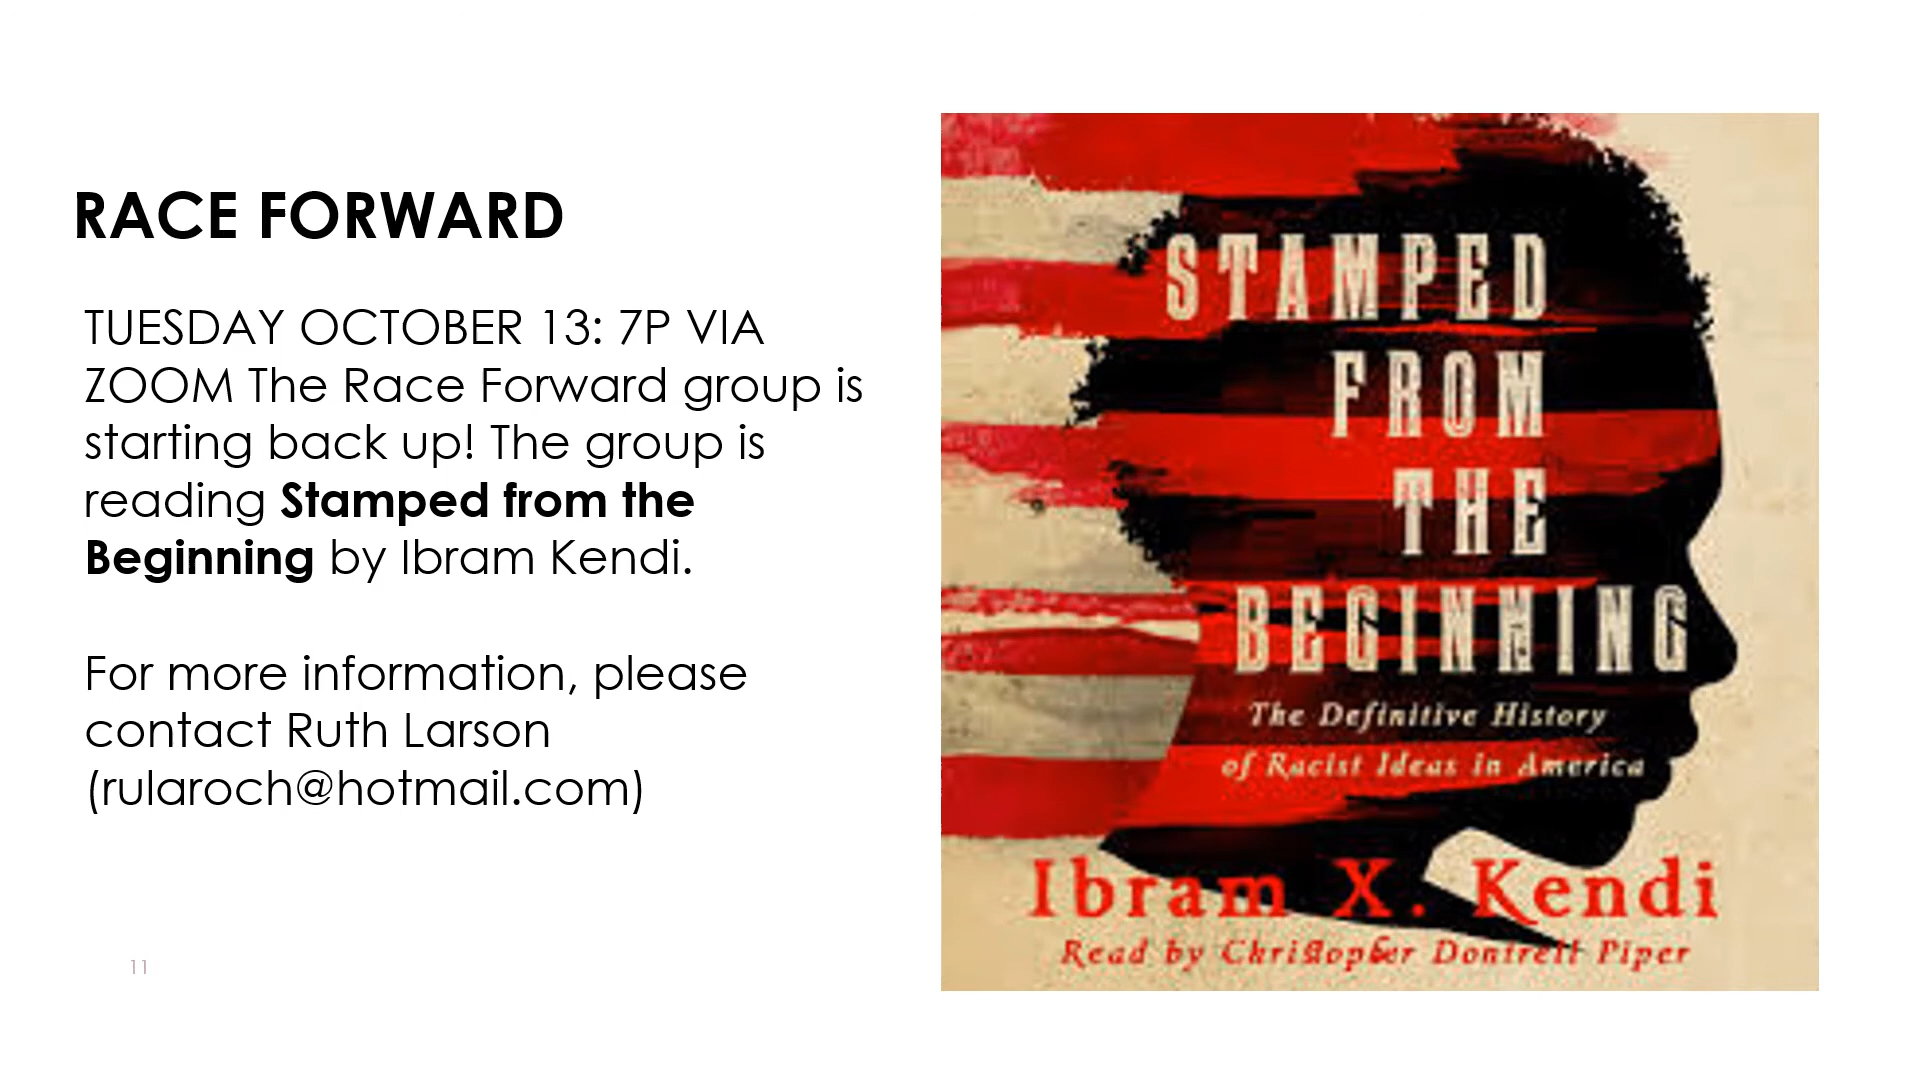 RACE FORWARD
TUESDAY OCTOBER 13: 7P VIA
ZOOM The Race Forward group is
starting back up! The group is
reading Stamped from the
Beginning by Ibram Kendi.
For more information, please
contact Ruth Larson
(rularoch@hotmail.com)
11
STAMPED
FROM
THE
BEGINNING
The Definitive History
of Racist Ideas in America
Ibram X. Kendi
Read by Christopher Dontrell Piper